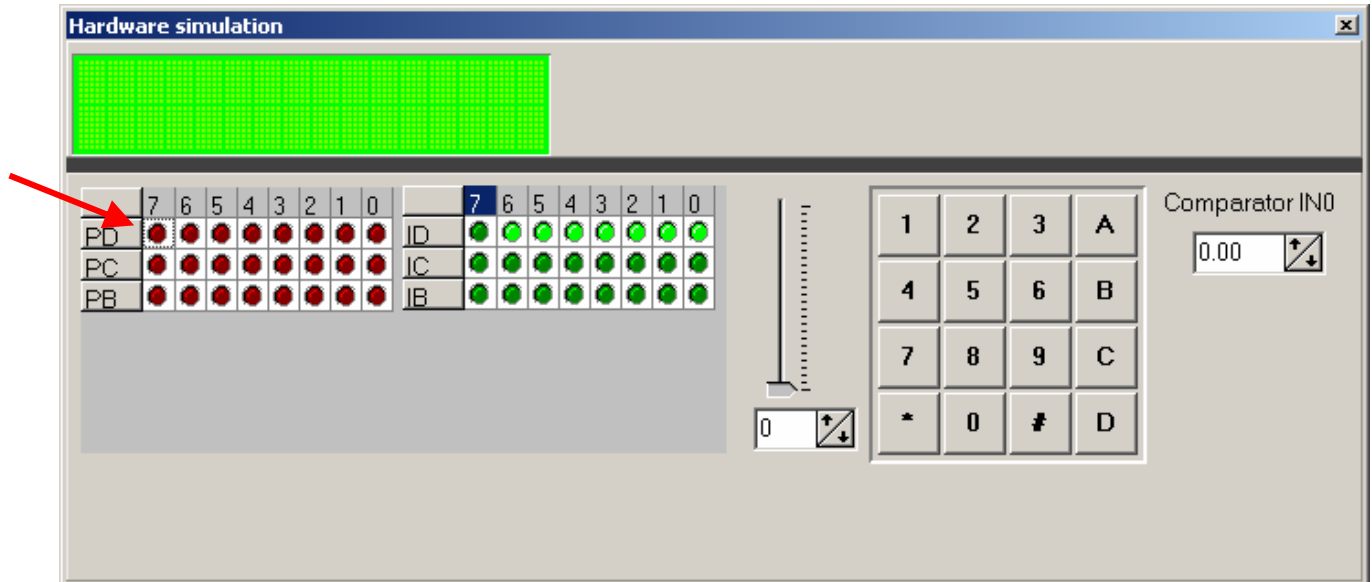 Hardware simulation
7 6 5 4 3 2 1 0
PD
PC
PB
7 6 5 4 3 2 1 0
ID
IC
IB
0
1 2 3 A
4 5 6 B
7 8 9 C
* 0 # D
Comparator IN0
0.00